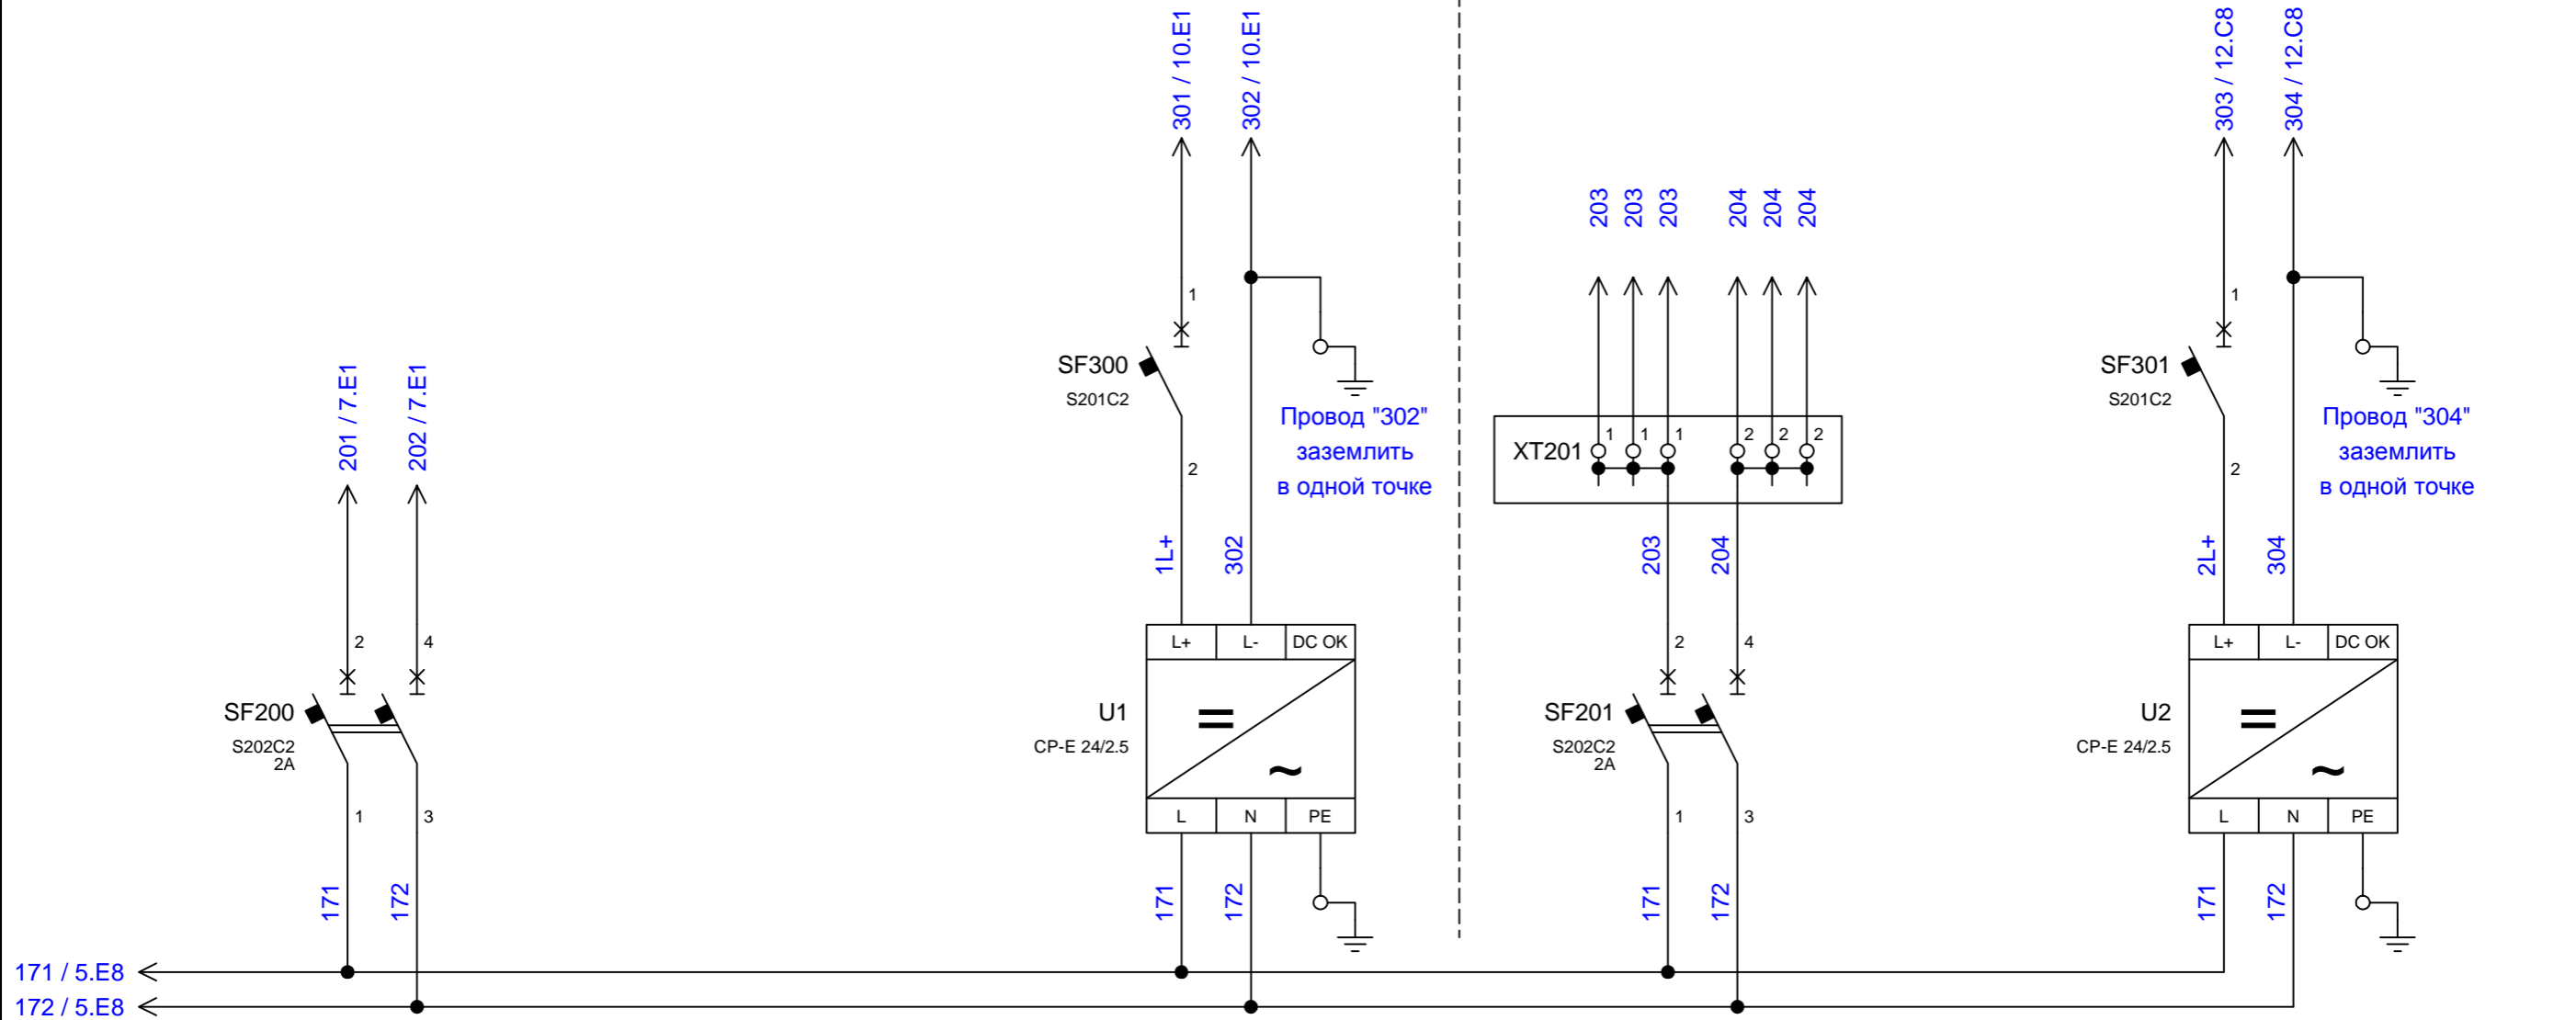 301 / 10.E1
302 / 10.E1
303 / 12.C8
304 / 12.C8
203
203
203
204
204
204
1
1
SF300
S201C2
SF301
S201C2
201 / 7.E1
202 / 7.E1
Провод "302"
заземлить
в одной точке
Провод "304"
заземлить
в одной точке
XT201
1
1
1
2
2
2
2
2
1L+
302
203
204
2L+
304
2
4
L+
L-
DC OK
2
4
L+
L-
DC OK
SF200
S202C2
2A
U1
CP-E 24/2.5
=
~
SF201
S202C2
2A
U2
CP-E 24/2.5
=
~
1
3
L
N
PE
1
3
L
N
PE
171
172
171
172
171
172
171
172
171 / 5.E8
172 / 5.E8